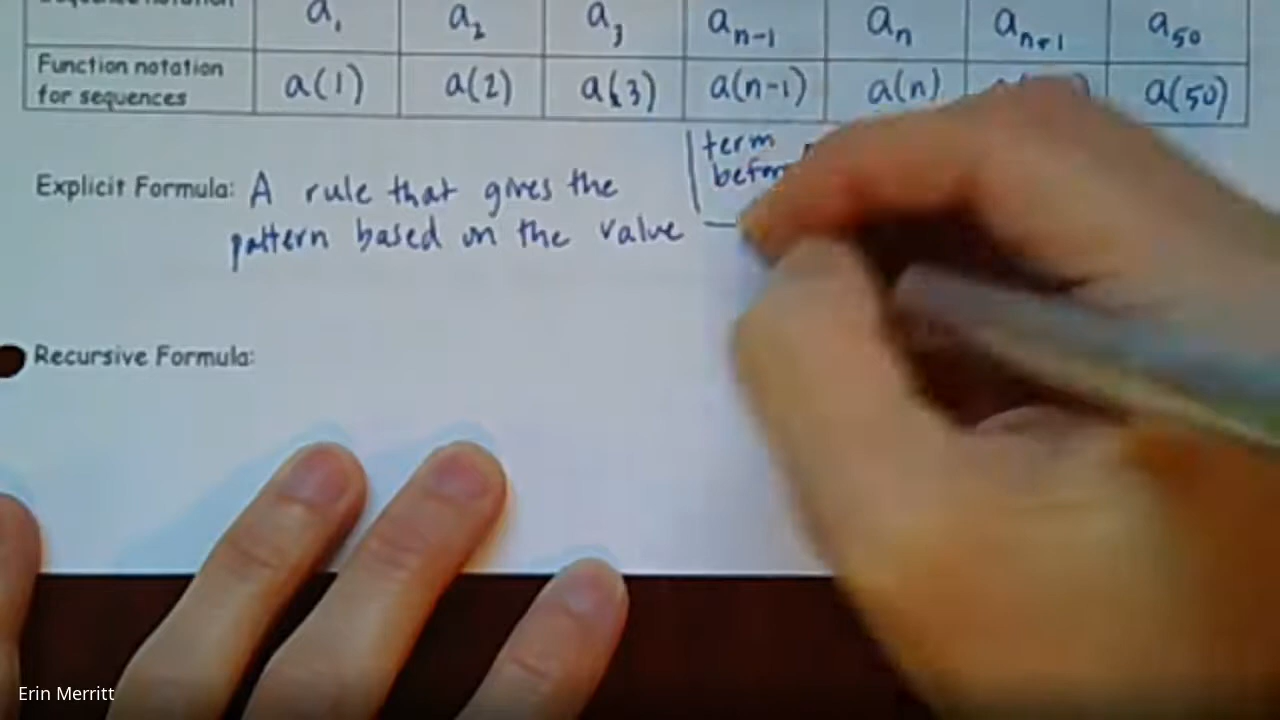 a₁ a₂ a₃ aₙ₋₁ aₙ aₙ₊₁ a₅₀
Function notation
for sequences a(1) a(2) a(3) a(n-1) a(n) a(50)
term
before
Explicit Formula: A rule that gives the
pattern based on the value
Recursive Formula:
Erin Merritt